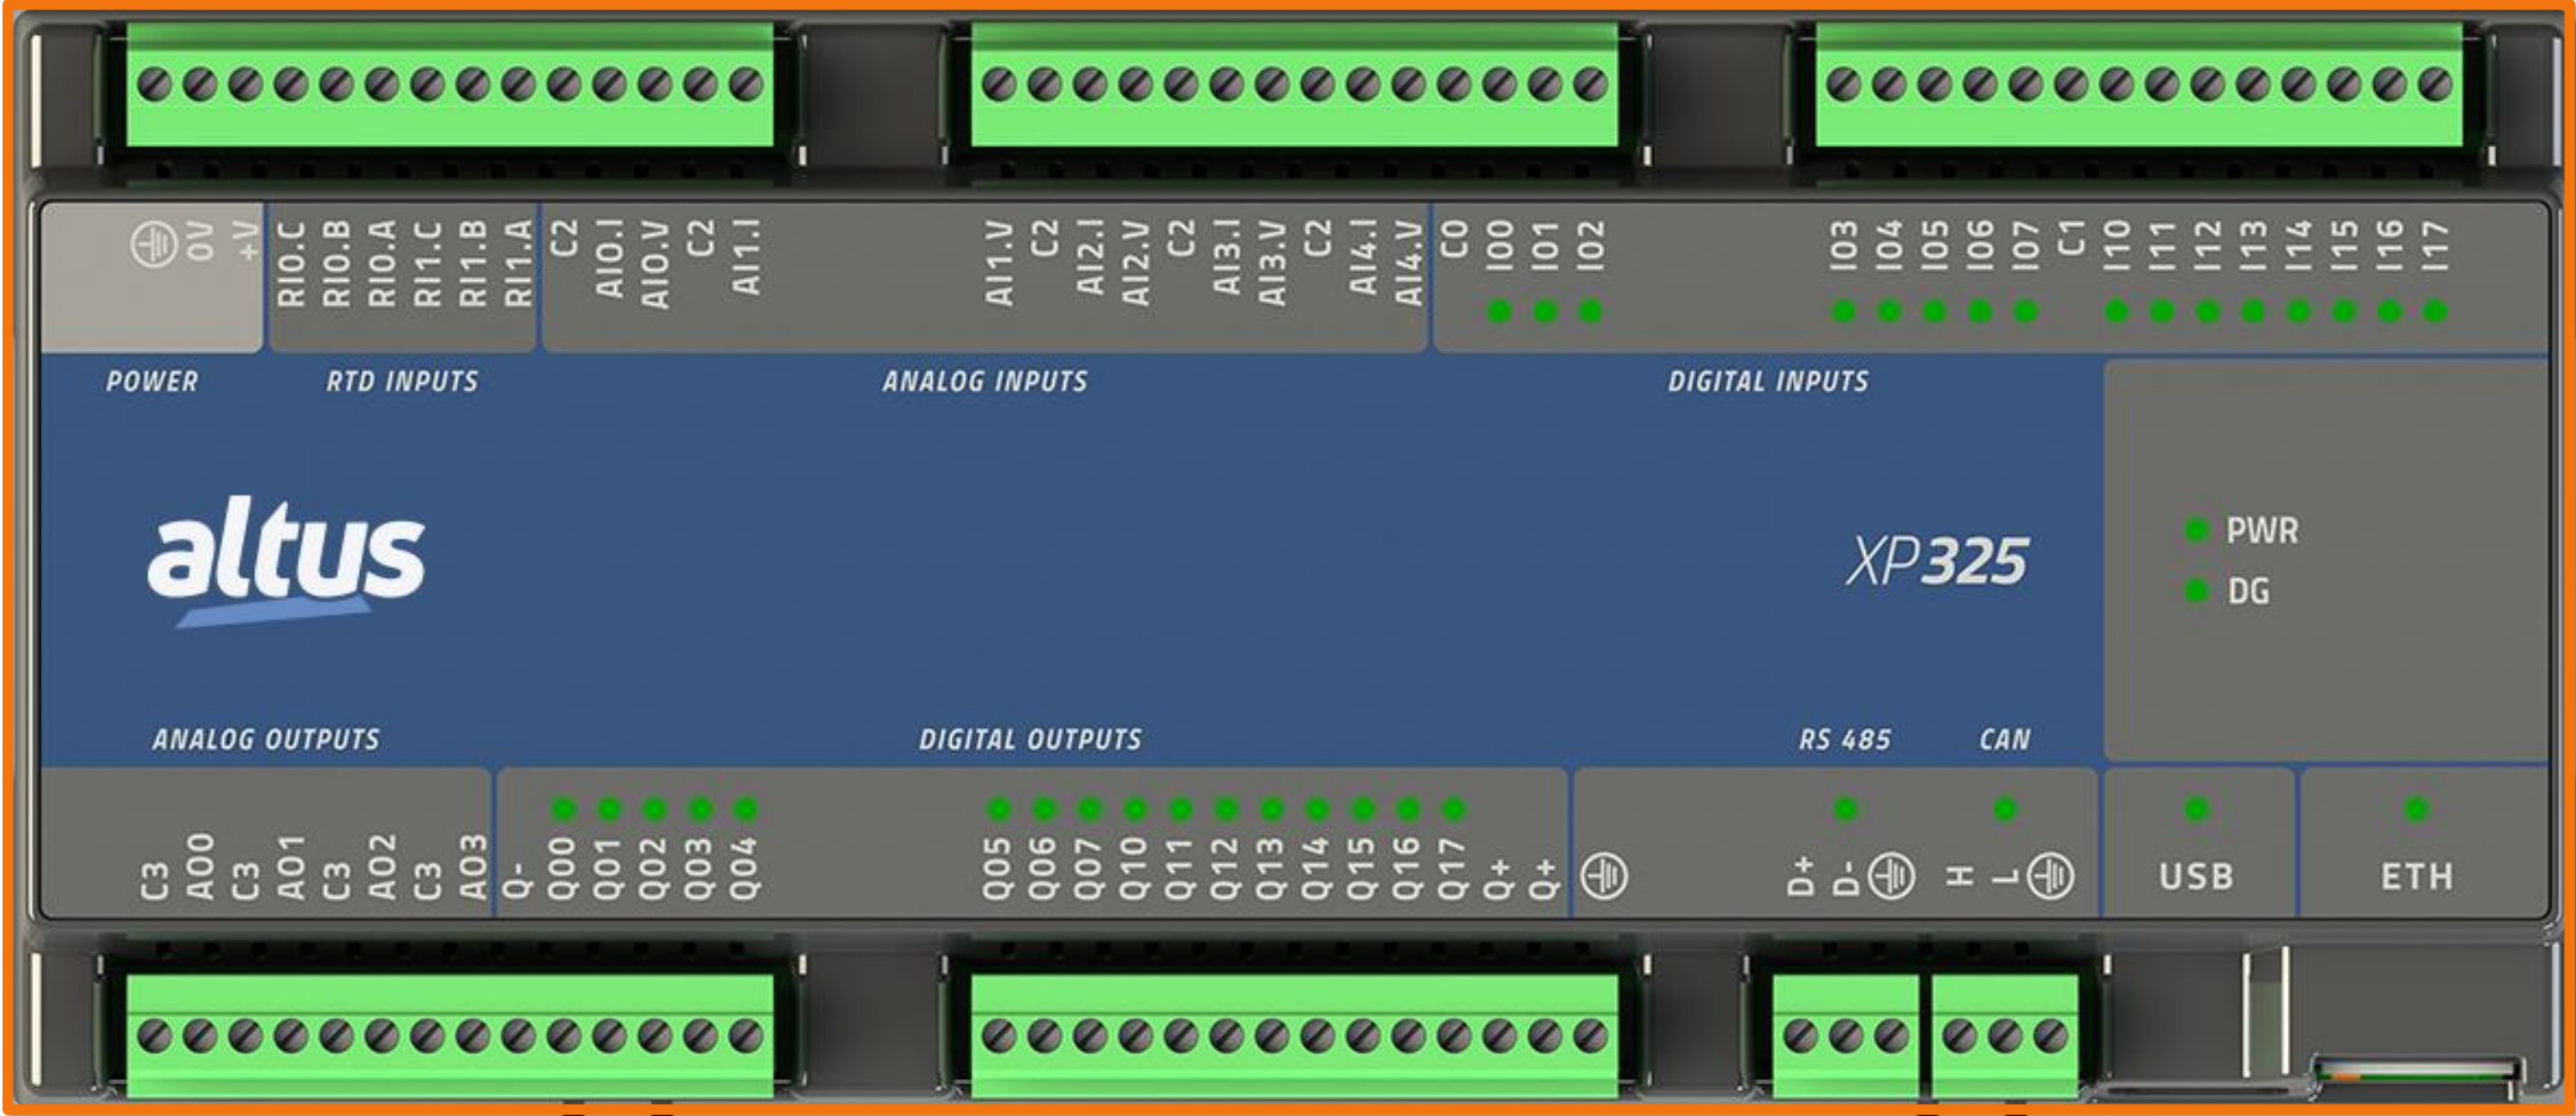 0V +V RI0.C RI0.B RI0.A RI1.C RI1.B RI1.A C2 AI0.I AI0.V C2 AI1.I AI1.V C2 AI2.I AI2.V C2 AI3.I AI3.V C2 AI4.I AI4.V C0 I00 I01 I02 I03 I04 I05 I06 I07 C1 I10 I11 I12 I13 I14 I15 I16 I17
POWER RTD INPUTS ANALOG INPUTS DIGITAL INPUTS
altus
XP325
PWR
DG
ANALOG OUTPUTS DIGITAL OUTPUTS RS 485 CAN
C3 AO0 C3 AO1 C3 AO2 C3 AO3 Q- Q00 Q01 Q02 Q03 Q04 Q05 Q06 Q07 Q10 Q11 Q12 Q13 Q14 Q15 Q16 Q17 Q+ Q+ D+ D- H L USB ETH